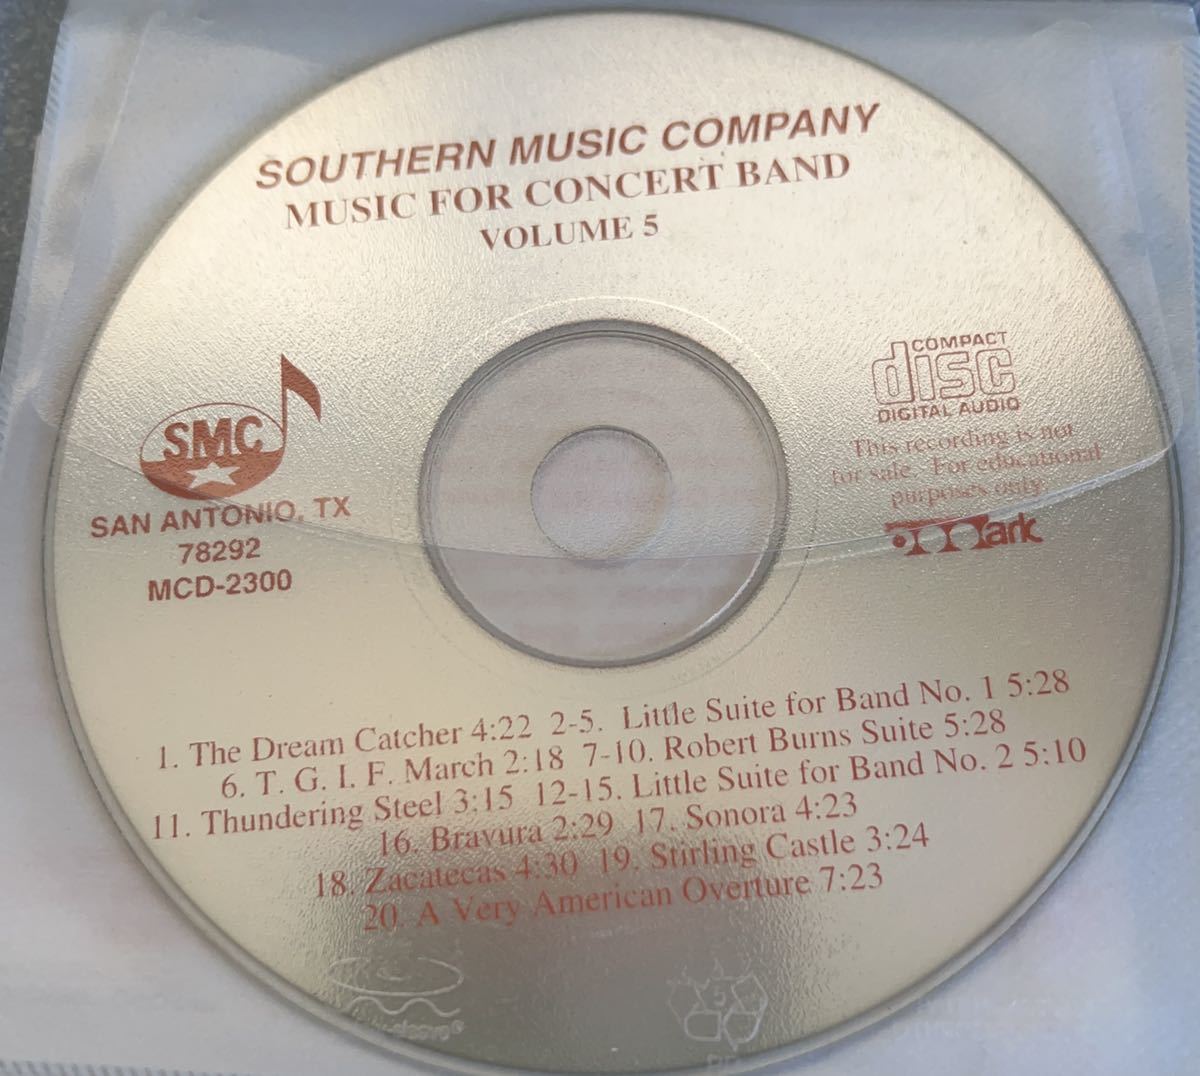 SOUTHERN MUSIC COMPANY
MUSIC FOR CONCERT BAND
VOLUME 5
SMC
SAN ANTONIO, TX
78292
MCD-2300
COMPACT
disc
DIGITAL AUDIO
This recording is not
for sale. For educational
purposes only.
Mark
1. The Dream Catcher 4:22 2-5. Little Suite for Band No. 1 5:28
6. T. G. I. F. March 2:18 7-10. Robert Burns Suite 5:28
11. Thundering Steel 3:15 12-15. Little Suite for Band No. 2 5:10
16. Bravura 2:29 17. Sonora 4:23
18. Zacatecas 4:30 19. Stirling Castle 3:24
20. A Very American Overture 7:23
5